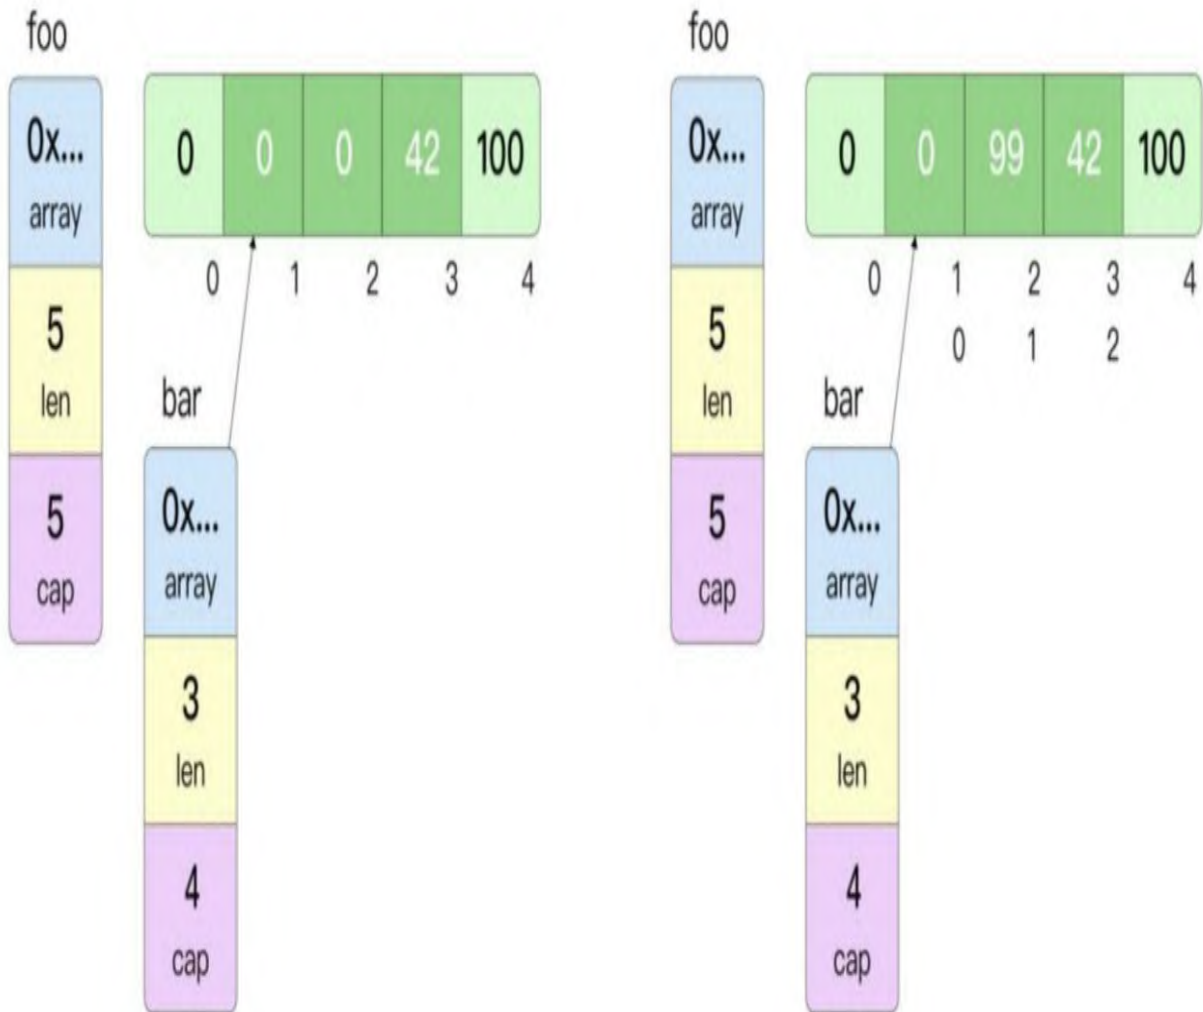 foo
0x...
array
5
len
5
cap
0 0 0 42 100
0 1 2 3 4
bar
0x...
array
3
len
4
cap
foo
0x...
array
5
len
5
cap
0 0 99 42 100
0 1 2 3 4
0 1 2
bar
0x...
array
3
len
4
cap